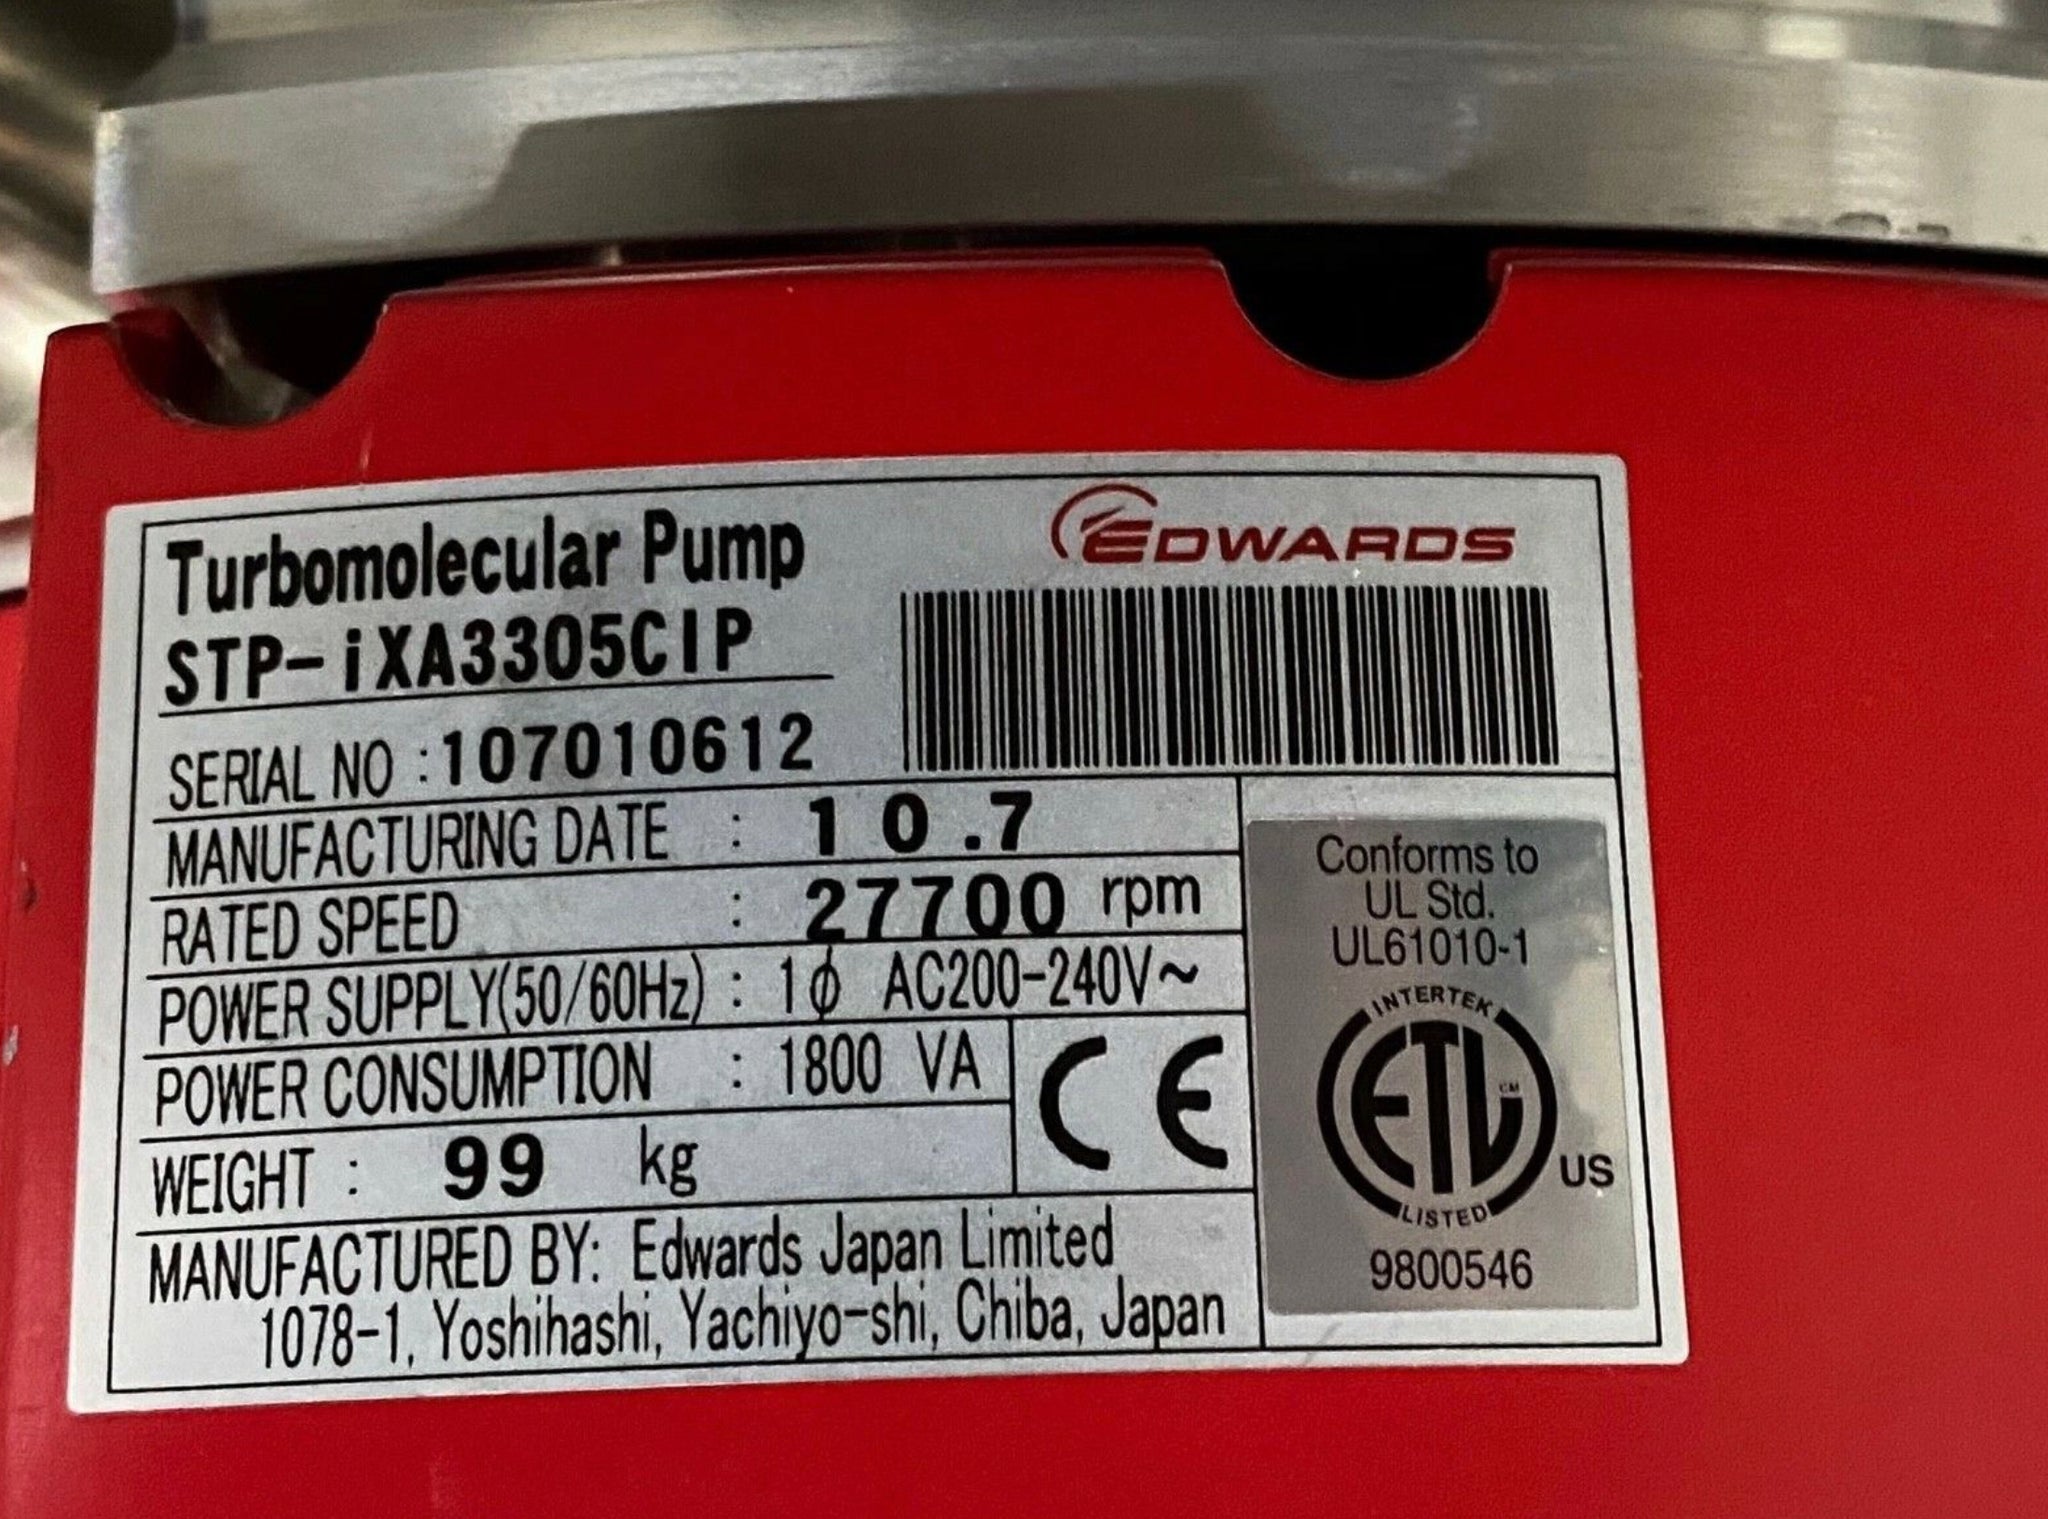 Turbomolecular Pump
STP-iXA3305CIP
EDWARDS
SERIAL NO :107010612
MANUFACTURING DATE : 10.7
RATED SPEED : 27700 rpm
POWER SUPPLY(50/60Hz) : 1ϕ AC200-240V~
POWER CONSUMPTION : 1800 VA
WEIGHT : 99 kg
CE
MANUFACTURED BY: Edwards Japan Limited
1078-1, Yoshihashi, Yachiyo-shi, Chiba, Japan
Conforms to
UL Std.
UL61010-1
INTERTEK
ETL CM
US
LISTED
9800546